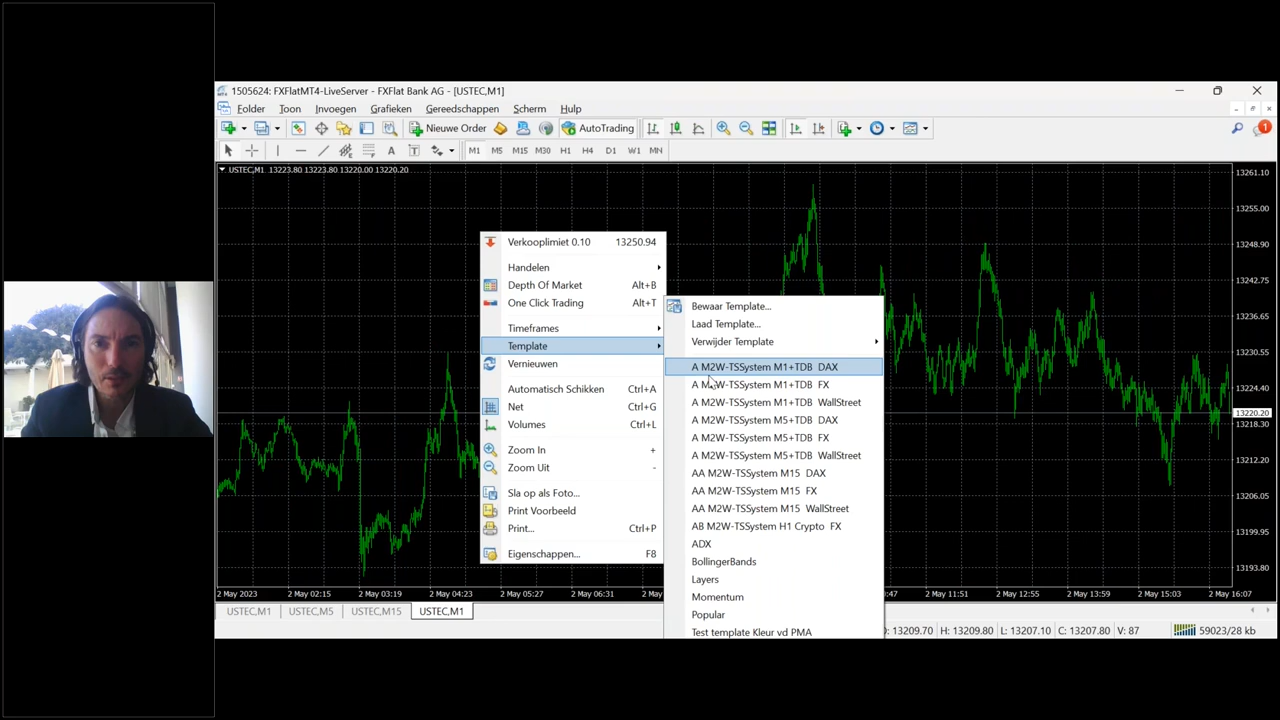 1505624: FXFlatMT4-LiveServer - FXFlat Bank AG - [USTEC,M1]
Folder Toon Invoegen Grafieken Gereedschappen Scherm Hulp
Nieuwe Order AutoTrading 1
A T M1 M5 M15 M30 H1 H4 D1 W1 MN
USTEC,M1 13223.80 13223.80 13220.00 13220.20
13261.10
13255.00
13248.90
13242.75
13236.65
13230.55
13224.40
13220.20
13218.30
13212.20
13206.05
13199.95
13193.80
Verkooplimiet 0.10 13250.94
Handelen
Depth Of Market Alt+B
One Click Trading Alt+T
Timeframes
Template
Vernieuwen
Automatisch Schikken Ctrl+A
Net Ctrl+G
Volumes Ctrl+L
Zoom In +
Zoom Uit -
Sla op als Foto...
Print Voorbeeld
Print... Ctrl+P
Eigenschappen... F8
Bewaar Template...
Laad Template...
Verwijder Template
A M2W-TSSystem M1+TDB DAX
A M2W-TSSystem M1+TDB FX
A M2W-TSSystem M1+TDB WallStreet
A M2W-TSSystem M5+TDB DAX
A M2W-TSSystem M5+TDB FX
A M2W-TSSystem M5+TDB WallStreet
AA M2W-TSSystem M15 DAX
AA M2W-TSSystem M15 FX
AA M2W-TSSystem M15 WallStreet
AB M2W-TSSystem H1 Crypto FX
ADX
BollingerBands
Layers
Momentum
Popular
Test template Kleur vd PMA
2 May 2023 2 May 02:15 2 May 03:19 2 May 04:23 2 May 05:27 2 May 06:31 2 May 11:51 2 May 12:55 2 May 13:59 2 May 15:03 2 May 16:07
USTEC,M1 USTEC,M5 USTEC,M15 USTEC,M1
13209.70 H: 13209.80 L: 13207.10 C: 13207.80 V: 87 59023/28 kb